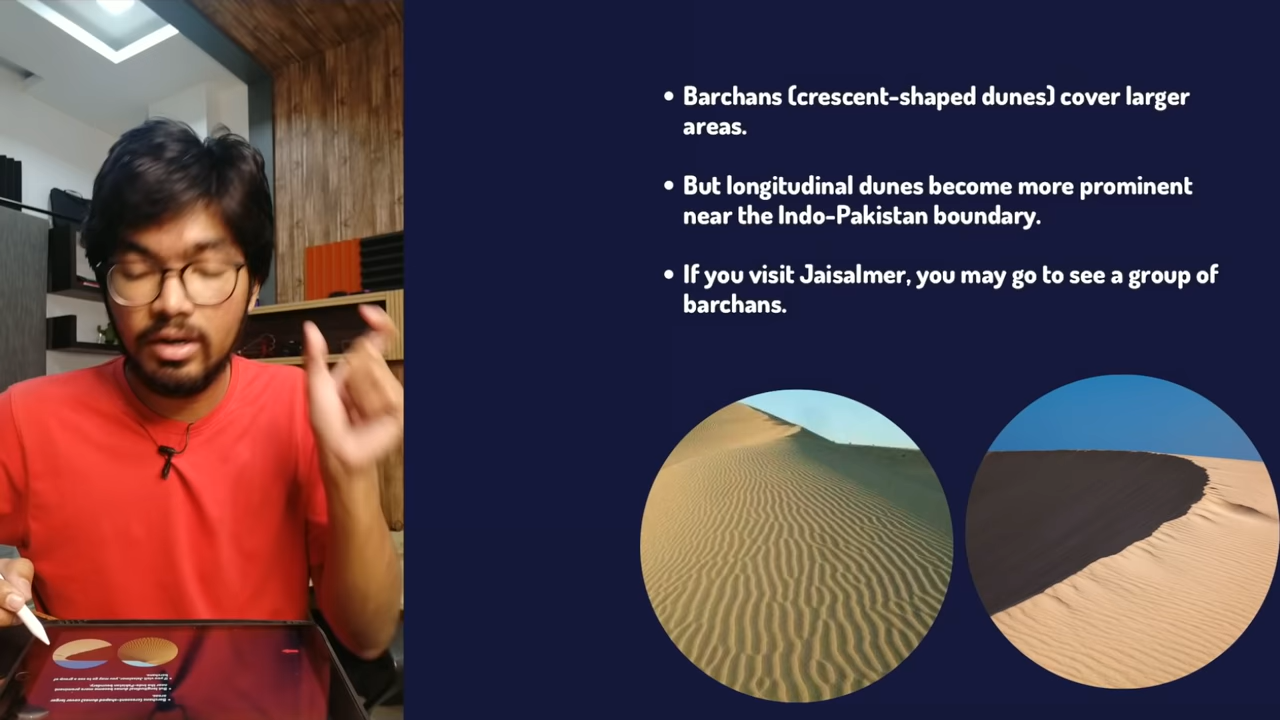 • Barchans (crescent-shaped dunes) cover larger
areas.
• But longitudinal dunes become more prominent
near the Indo-Pakistan boundary.
• If you visit Jaisalmer, you may go to see a group of
barchans.